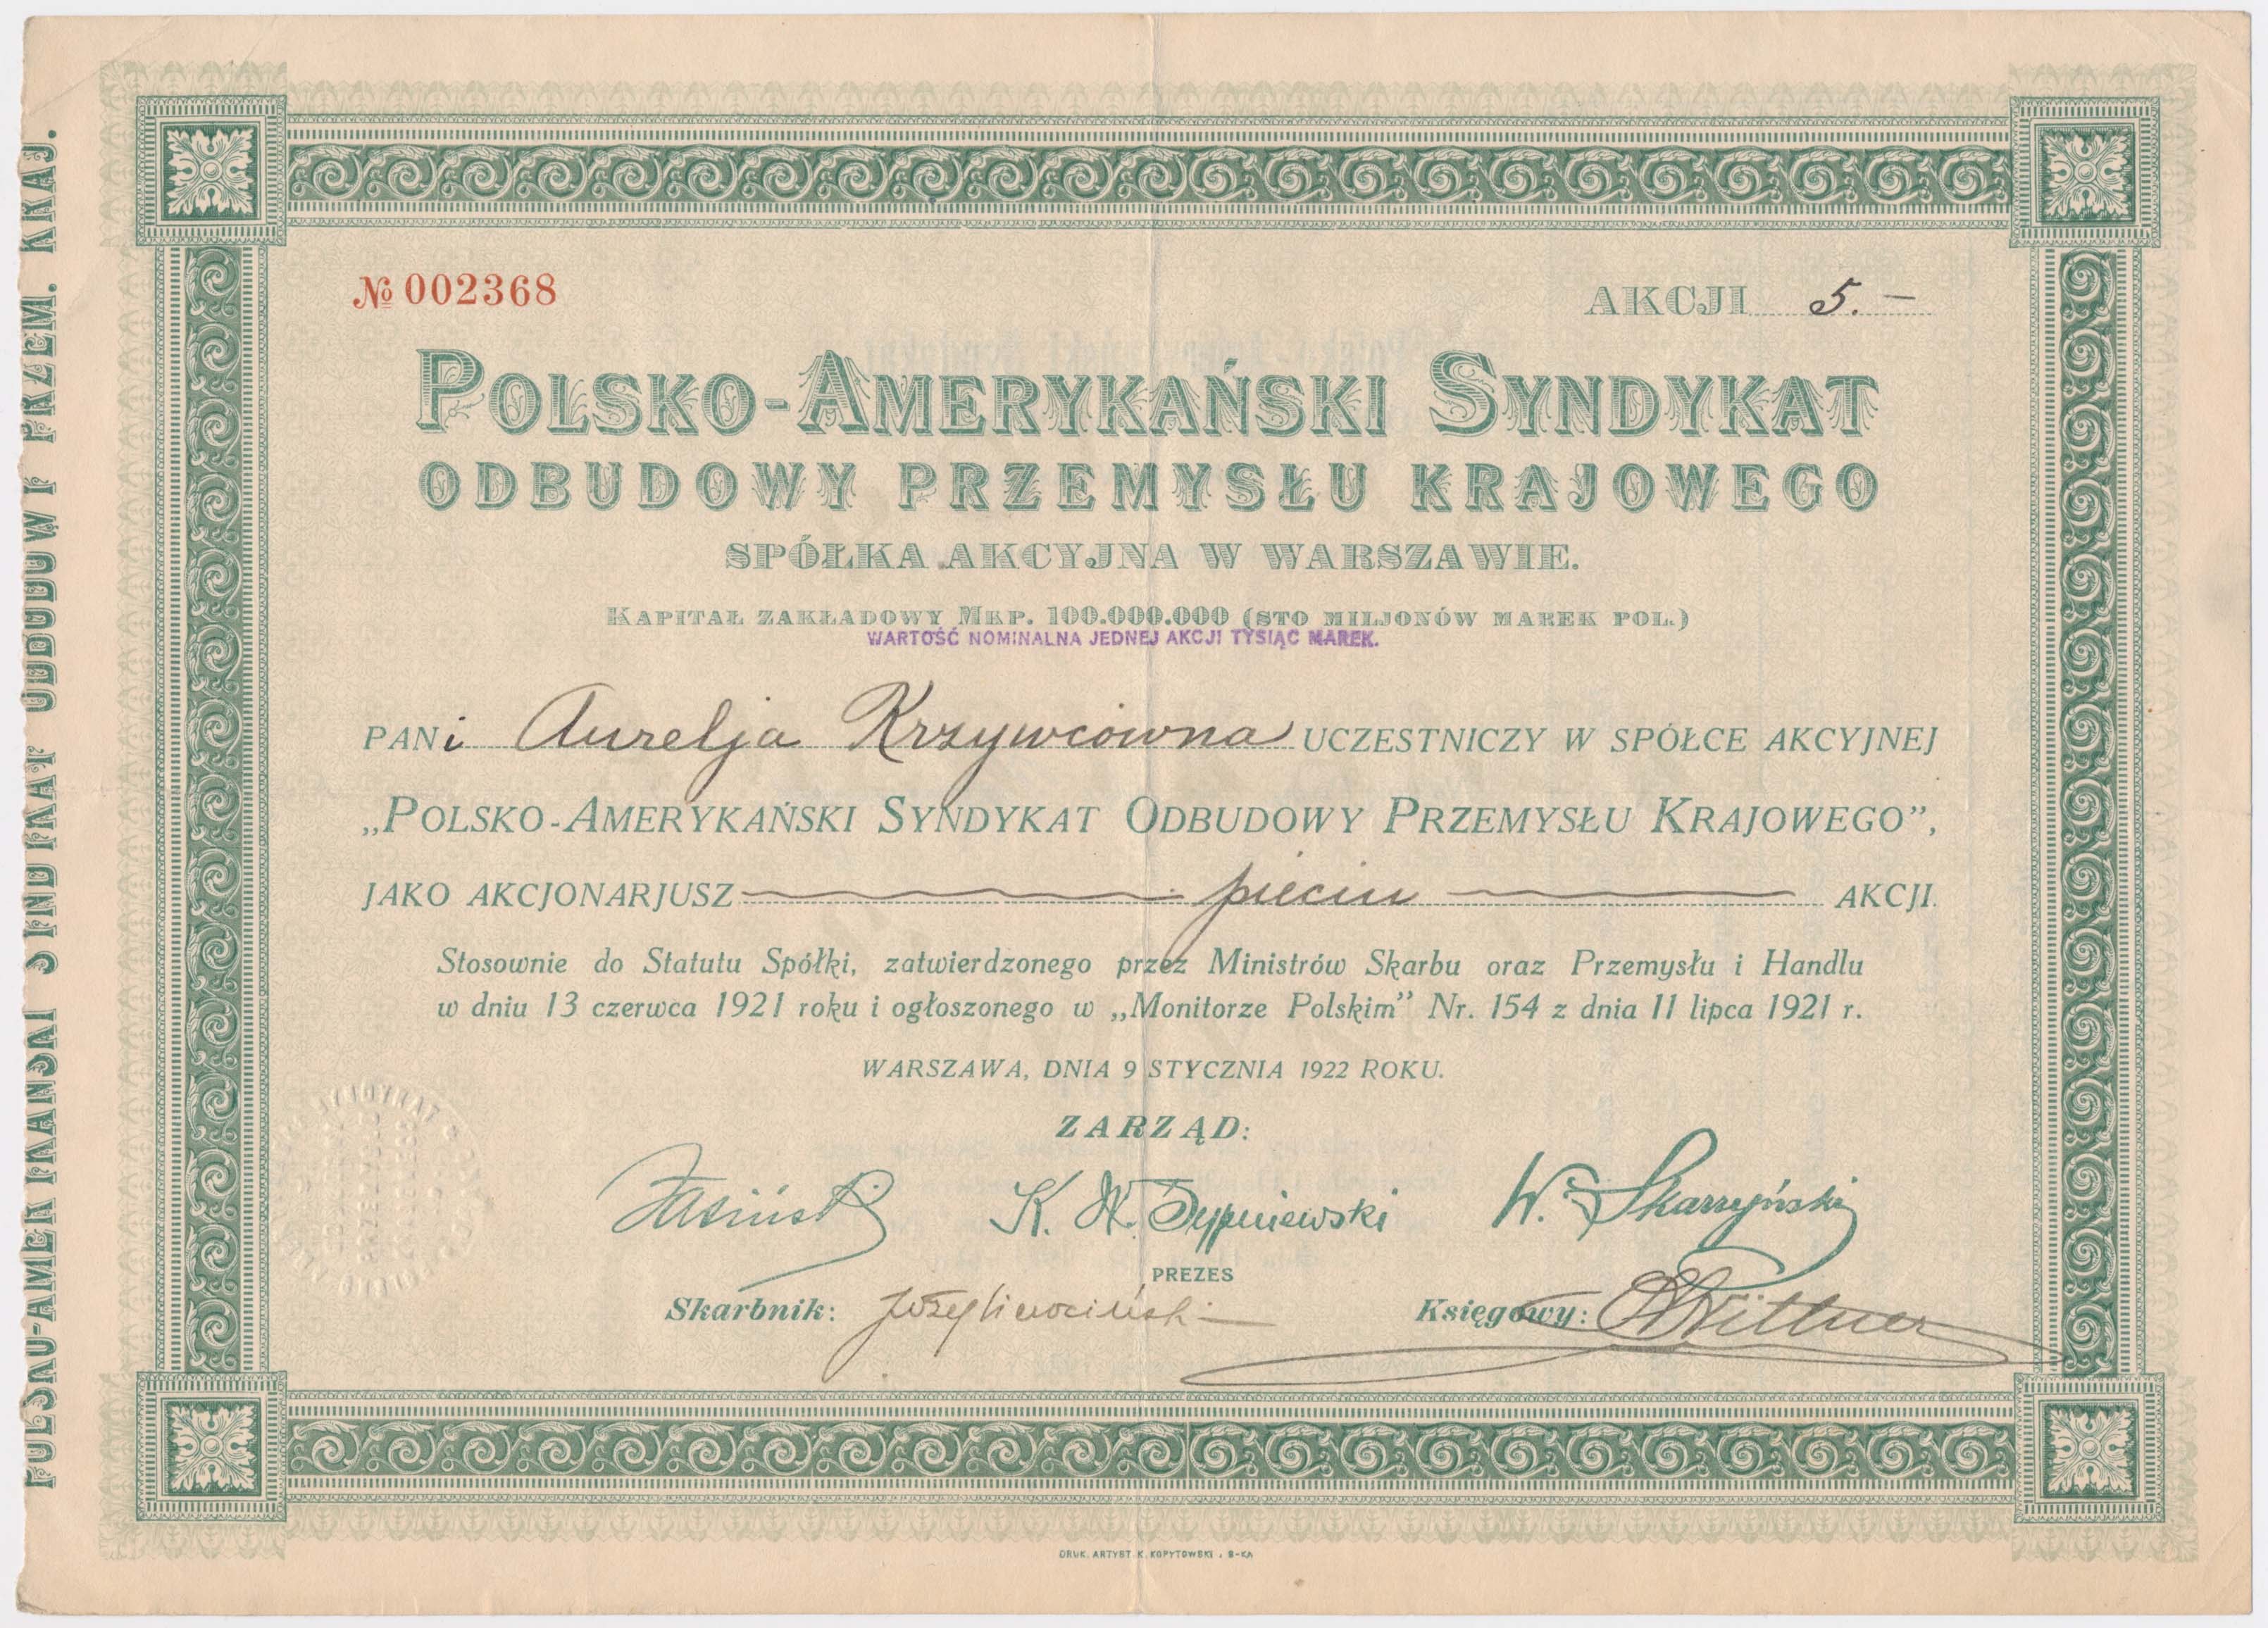 POLSKO-AMERYKAŃSKI SYNDYKAT ODBUDOWY PRZEM. KRAJ.
№ 002368
AKCJI 5.—
POLSKO-AMERYKAŃSKI SYNDYKAT
ODBUDOWY PRZEMYSŁU KRAJOWEGO
SPÓŁKA AKCYJNA W WARSZAWIE.
KAPITAŁ ZAKŁADOWY MKP. 100.000.000 (STO MILJONÓW MAREK POL.)
WARTOŚĆ NOMINALNA JEDNEJ AKCJI TYSIĄC MAREK.
PANi Aurelja Krzywcówna UCZESTNICZY W SPÓŁCE AKCYJNEJ
„POLSKO-AMERYKAŃSKI SYNDYKAT ODBUDOWY PRZEMYSŁU KRAJOWEGO”,
JAKO AKCJONARJUSZ pięciu AKCJI.
Stosownie do Statutu Spółki, zatwierdzonego przez Ministrów Skarbu oraz Przemysłu i Handlu
w dniu 13 czerwca 1921 roku i ogłoszonego w „Monitorze Polskim” Nr. 154 z dnia 11 lipca 1921 r.
WARSZAWA, DNIA 9 STYCZNIA 1922 ROKU.
ZARZĄD:
K. W. Sypniewski W. Skarzyński
PREZES
Skarbnik: Księgowy:
DRUK. ARTYST. K. KOPYTOWSKI i S-KA